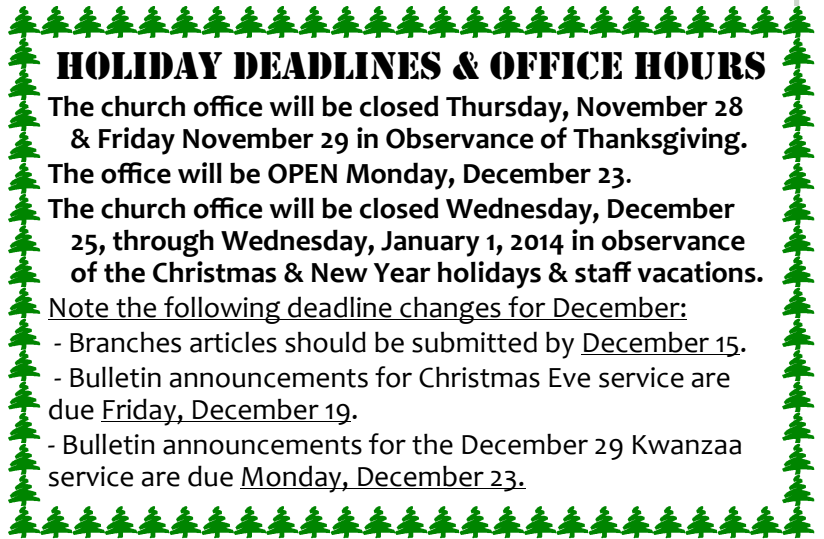 HOLIDAY DEADLINES & OFFICE HOURS
The church office will be closed Thursday, November 28
& Friday November 29 in Observance of Thanksgiving.
The office will be OPEN Monday, December 23.
The church office will be closed Wednesday, December
25, through Wednesday, January 1, 2014 in observance
of the Christmas & New Year holidays & staff vacations.
Note the following deadline changes for December:
- Branches articles should be submitted by December 15.
- Bulletin announcements for Christmas Eve service are
due Friday, December 19.
- Bulletin announcements for the December 29 Kwanzaa
service are due Monday, December 23.